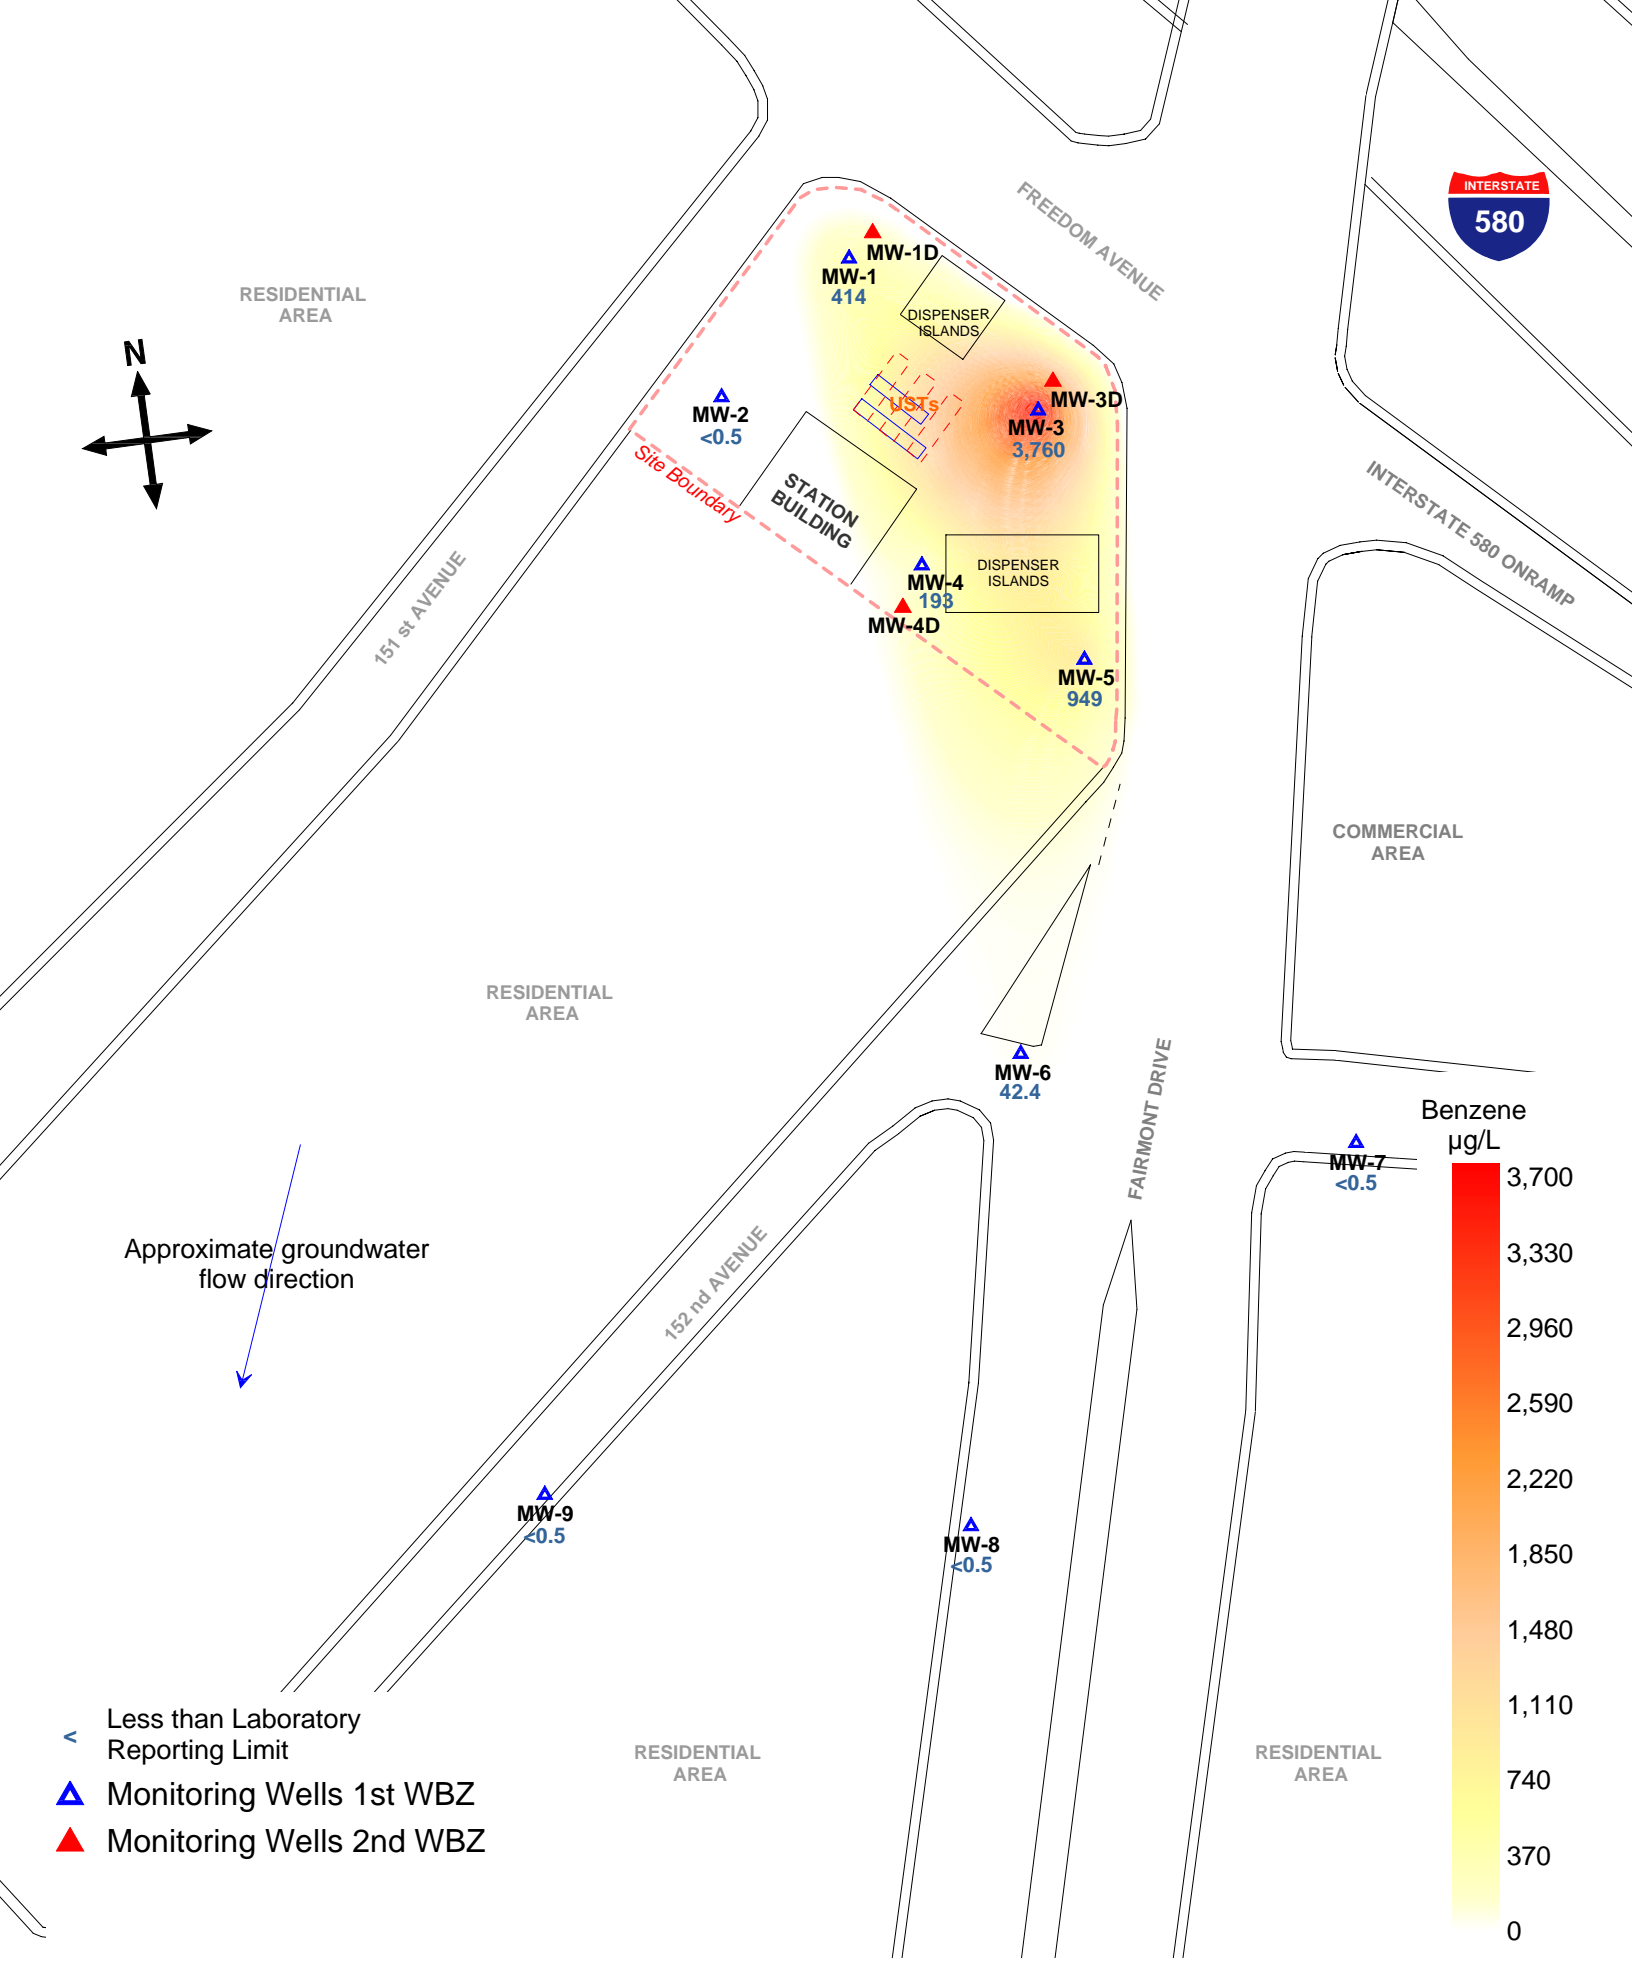 FREEDOM AVENUE
INTERSTATE
580
MW-1D
MW-1
414
RESIDENTIAL
AREA
DISPENSER
ISLANDS
N
USTs
MW-3D
MW-3
3,760
MW-2
<0.5
Site Boundary
STATION
BUILDING
INTERSTATE 580 ONRAMP
151 st AVENUE
DISPENSER
ISLANDS
MW-4
193
MW-4D
MW-5
949
COMMERCIAL
AREA
RESIDENTIAL
AREA
MW-6
42.4
FAIRMONT DRIVE
MW-7
<0.5
Approximate groundwater
flow direction
152 nd AVENUE
MW-9
<0.5
MW-8
<0.5
Benzene
µg/L
3,700
3,330
2,960
2,590
2,220
1,850
1,480
1,110
740
370
0
< Less than Laboratory
Reporting Limit
Monitoring Wells 1st WBZ
Monitoring Wells 2nd WBZ
RESIDENTIAL
AREA
RESIDENTIAL
AREA